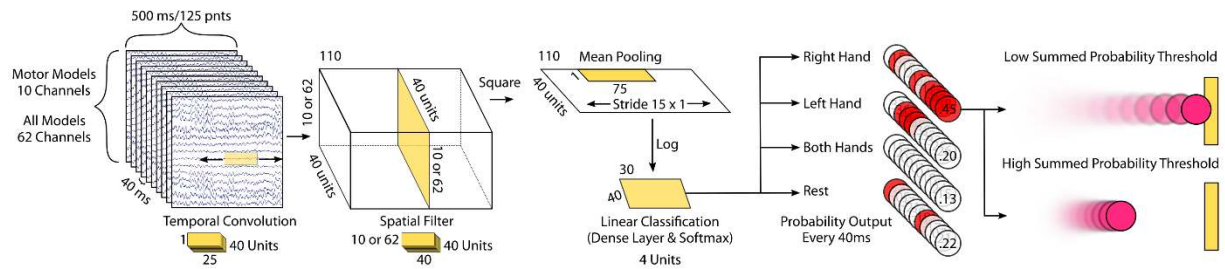 500 ms/125 pnts
Motor Models
10 Channels
All Models
62 Channels
40 ms
Temporal Convolution
1
40 Units
25
110
10 or 62
40 units
40 units
10 or 62
Spatial Filter
10 or 62
40 Units
40
Square
110
Mean Pooling
1
75
40 units
Stride 15 x 1
Log
30
40
Linear Classification
(Dense Layer & Softmax)
4 Units
Right Hand
Left Hand
Both Hands
Rest
Probability Output
Every 40ms
.45
.20
.13
.22
Low Summed Probability Threshold
High Summed Probability Threshold